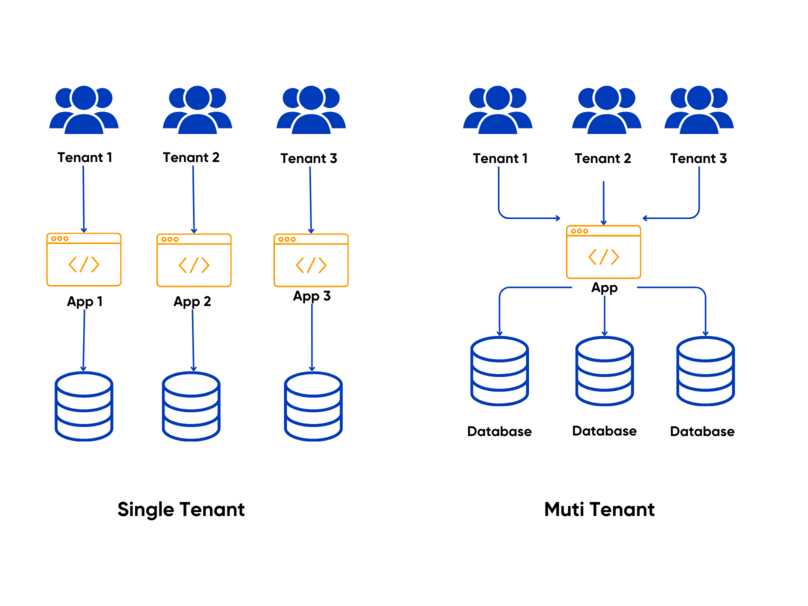 Tenant 1
Tenant 2
Tenant 3
</>
</>
</>
App 1
App 2
App 3
Single Tenant
Tenant 1
Tenant 2
Tenant 3
</>
App
Database
Database
Database
Muti Tenant